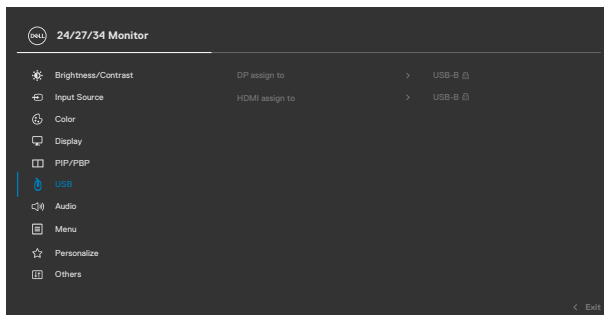 DELL 24/27/34 Monitor
Brightness/Contrast DP assign to > USB-B
Input Source HDMI assign to > USB-B
Color
Display
PIP/PBP
USB
Audio
Menu
Personalize
Others
< Exit